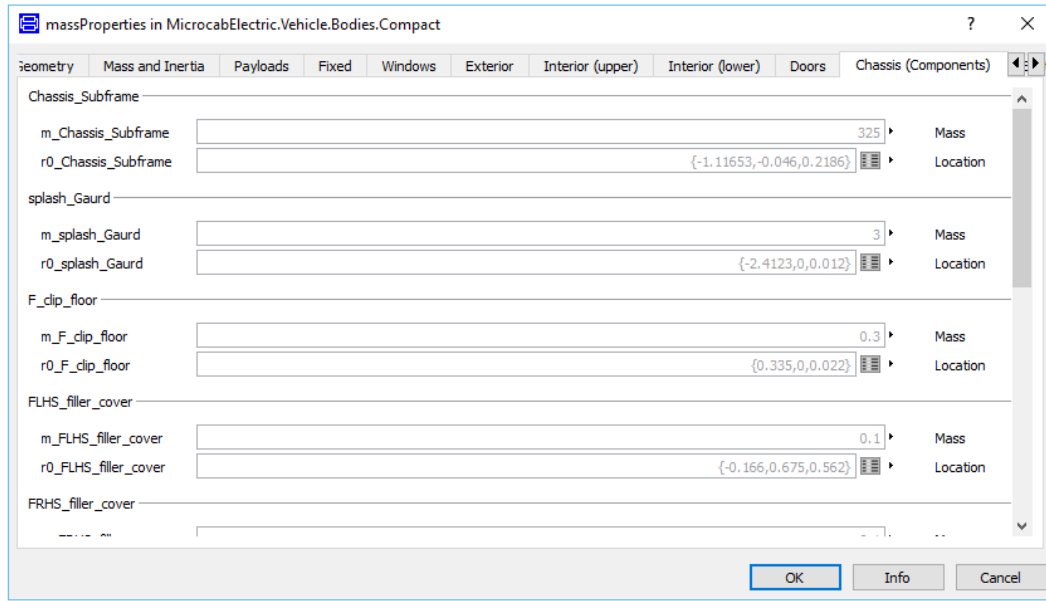 massProperties in MicrocabElectric.Vehicle.Bodies.Compact ?
Geometry Mass and Inertia Payloads Fixed Windows Exterior Interior (upper) Interior (lower) Doors Chassis (Components)
Chassis_Subframe
m_Chassis_Subframe 325 Mass
r0_Chassis_Subframe {-1.11653,-0.046,0.2186} Location
splash_Gaurd
m_splash_Gaurd 3 Mass
r0_splash_Gaurd {-2.4123,0,0.012} Location
F_clip_floor
m_F_clip_floor 0.3 Mass
r0_F_clip_floor {0.335,0,0.022} Location
FLHS_filler_cover
m_FLHS_filler_cover 0.1 Mass
r0_FLHS_filler_cover {-0.166,0.675,0.562} Location
FRHS_filler_cover
OK Info Cancel